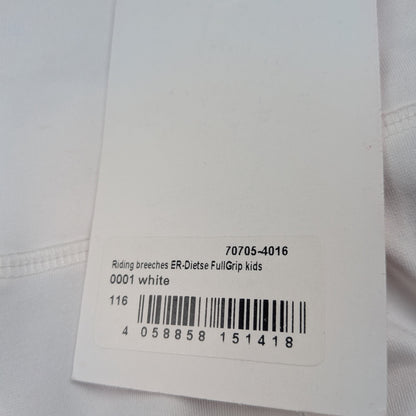 70705-4016
Riding breeches ER-Dietse FullGrip kids
0001 white
116
4 058858 151418